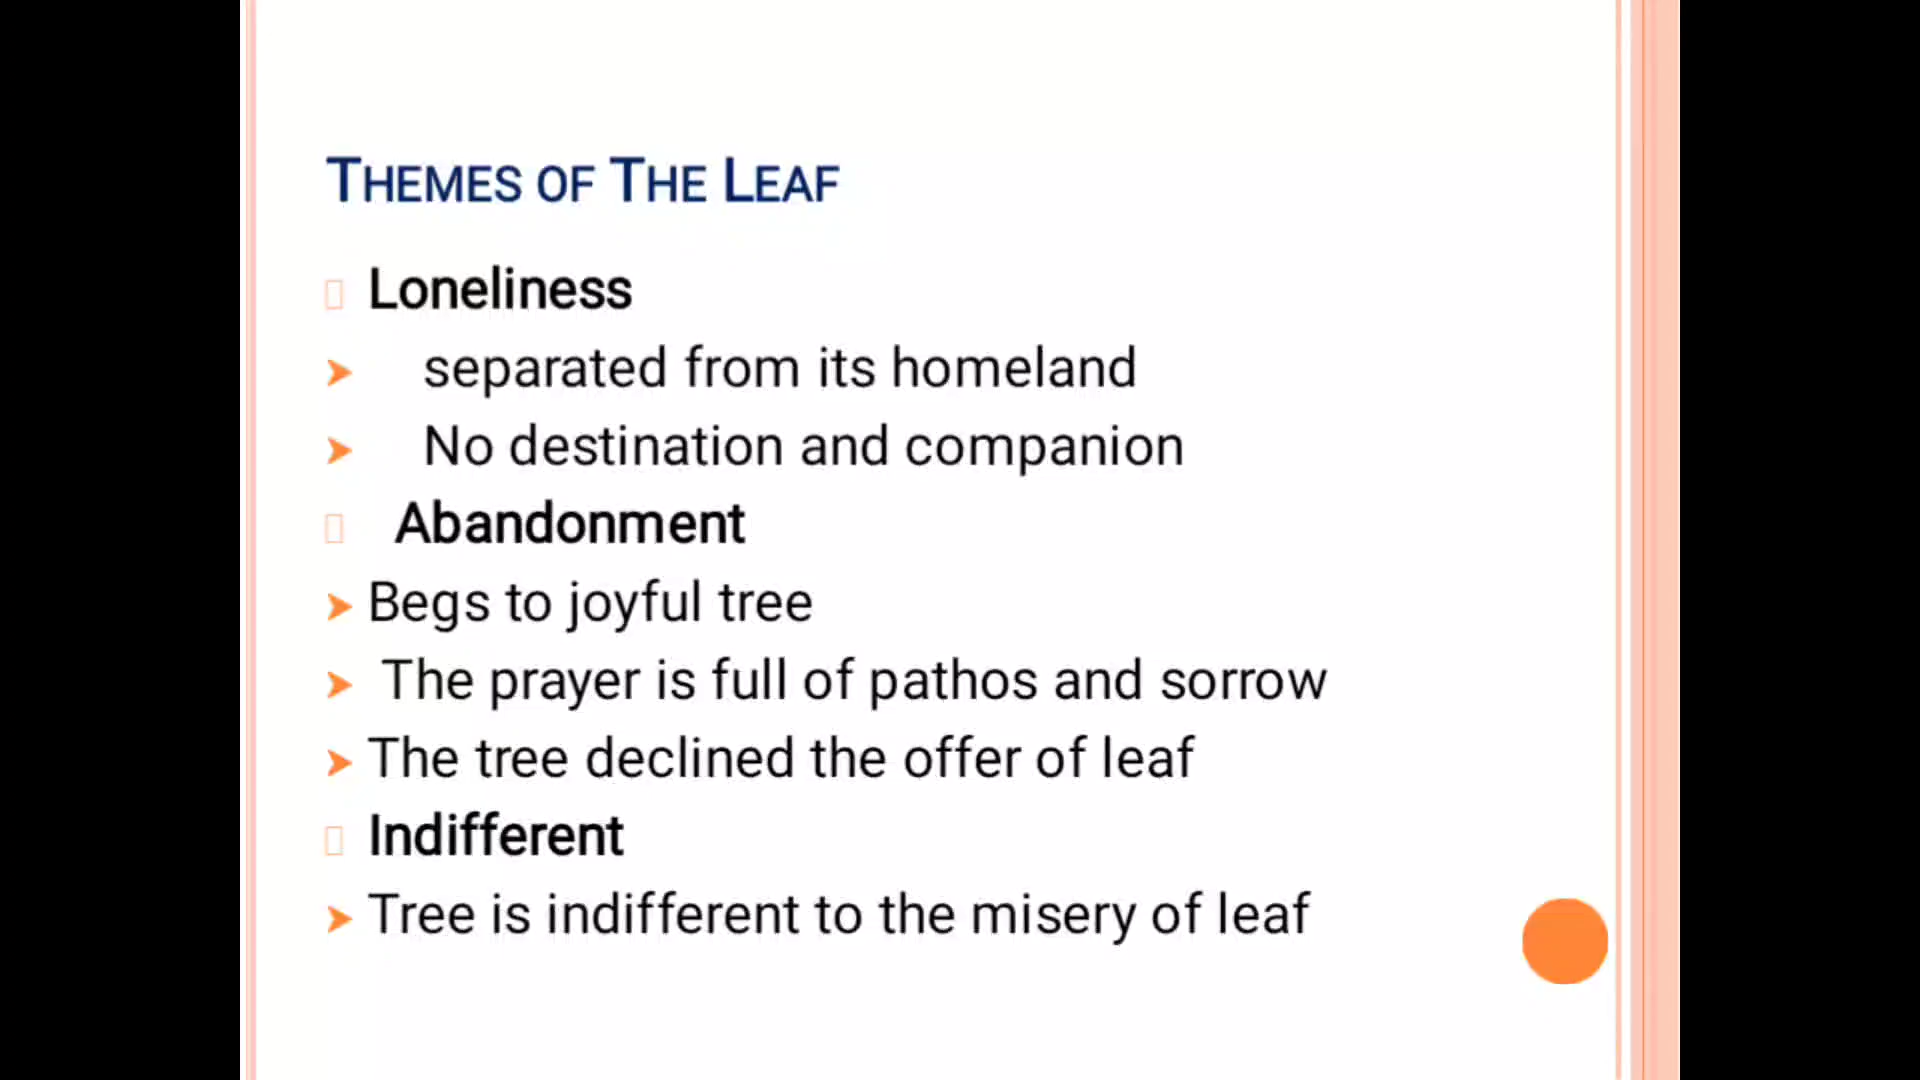 THEMES OF THE LEAF
Loneliness
separated from its homeland
No destination and companion
Abandonment
Begs to joyful tree
The prayer is full of pathos and sorrow
The tree declined the offer of leaf
Indifferent
Tree is indifferent to the misery of leaf